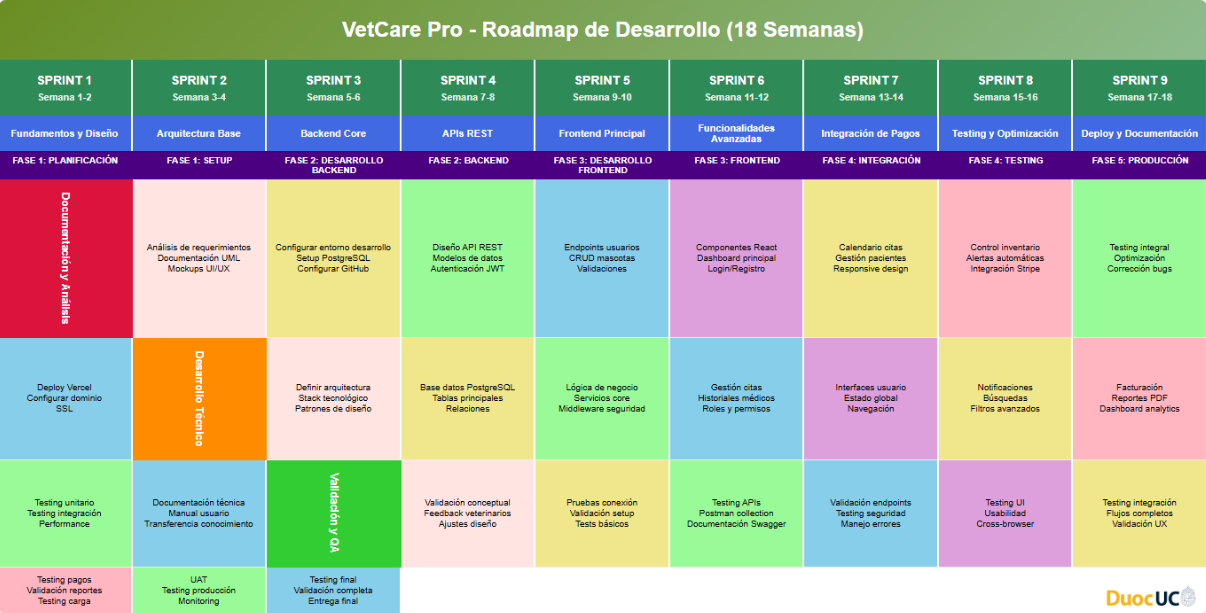 VetCare Pro - Roadmap de Desarrollo (18 Semanas)
SPRINT 1
Semana 1-2
SPRINT 2
Semana 3-4
SPRINT 3
Semana 5-6
SPRINT 4
Semana 7-8
SPRINT 5
Semana 9-10
SPRINT 6
Semana 11-12
SPRINT 7
Semana 13-14
SPRINT 8
Semana 15-16
SPRINT 9
Semana 17-18
Fundamentos y Diseño
Arquitectura Base
Backend Core
APIs REST
Frontend Principal
Funcionalidades
Avanzadas
Integración de Pagos
Testing y Optimización
Deploy y Documentación
FASE 1: PLANIFICACIÓN
FASE 1: SETUP
FASE 2: DESARROLLO
BACKEND
FASE 2: BACKEND
FASE 3: DESARROLLO
FRONTEND
FASE 3: FRONTEND
FASE 4: INTEGRACIÓN
FASE 4: TESTING
FASE 5: PRODUCCIÓN
Documentación y Análisis
Análisis de requerimientos
Documentación UML
Mockups UI/UX
Configurar entorno desarrollo
Setup PostgreSQL
Configurar GitHub
Diseño API REST
Modelos de datos
Autenticación JWT
Endpoints usuarios
CRUD mascotas
Validaciones
Componentes React
Dashboard principal
Login/Registro
Calendario citas
Gestión pacientes
Responsive design
Control inventario
Alertas automáticas
Integración Stripe
Testing integral
Optimización
Corrección bugs
Deploy Vercel
Configurar dominio
SSL
Desarrollo Técnico
Definir arquitectura
Stack tecnológico
Patrones de diseño
Base datos PostgreSQL
Tablas principales
Relaciones
Lógica de negocio
Servicios core
Middleware seguridad
Gestión citas
Historiales médicos
Roles y permisos
Interfaces usuario
Estado global
Navegación
Notificaciones
Búsquedas
Filtros avanzados
Facturación
Reportes PDF
Dashboard analytics
Testing unitario
Testing integración
Performance
Documentación técnica
Manual usuario
Transferencia conocimiento
Validación y QA
Validación conceptual
Feedback veterinarios
Ajustes diseño
Pruebas conexión
Validación setup
Tests básicos
Testing APIs
Postman collection
Documentación Swagger
Validación endpoints
Testing seguridad
Manejo errores
Testing UI
Usabilidad
Cross-browser
Testing integración
Flujos completos
Validación UX
Testing pagos
Validación reportes
Testing carga
UAT
Testing producción
Monitoring
Testing final
Validación completa
Entrega final
DuocUC